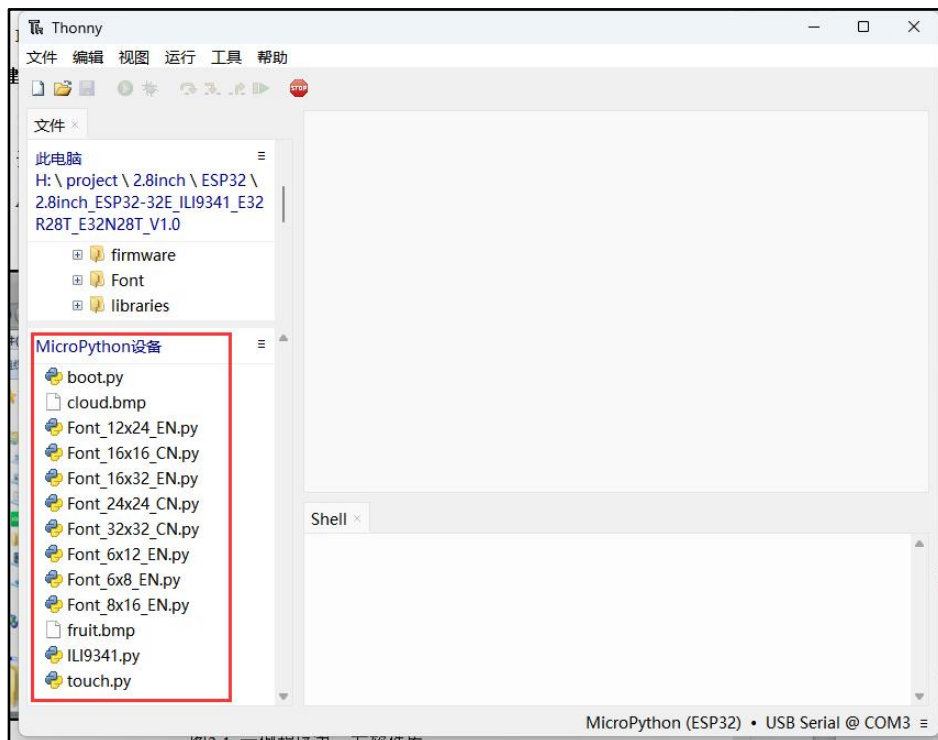 Thonny
文件 编辑 视图 运行 工具 帮助
STOP
文件
此电脑
H: \ project \ 2.8inch \ ESP32 \
2.8inch_ESP32-32E_ILI9341_E32
R28T_E32N28T_V1.0
firmware
Font
libraries
MicroPython设备
boot.py
cloud.bmp
Font_12x24_EN.py
Font_16x16_CN.py
Font_16x32_EN.py
Font_24x24_CN.py
Font_32x32_CN.py
Font_6x12_EN.py
Font_6x8_EN.py
Font_8x16_EN.py
fruit.bmp
ILI9341.py
touch.py
Shell
MicroPython (ESP32) • USB Serial @ COM3 ≡